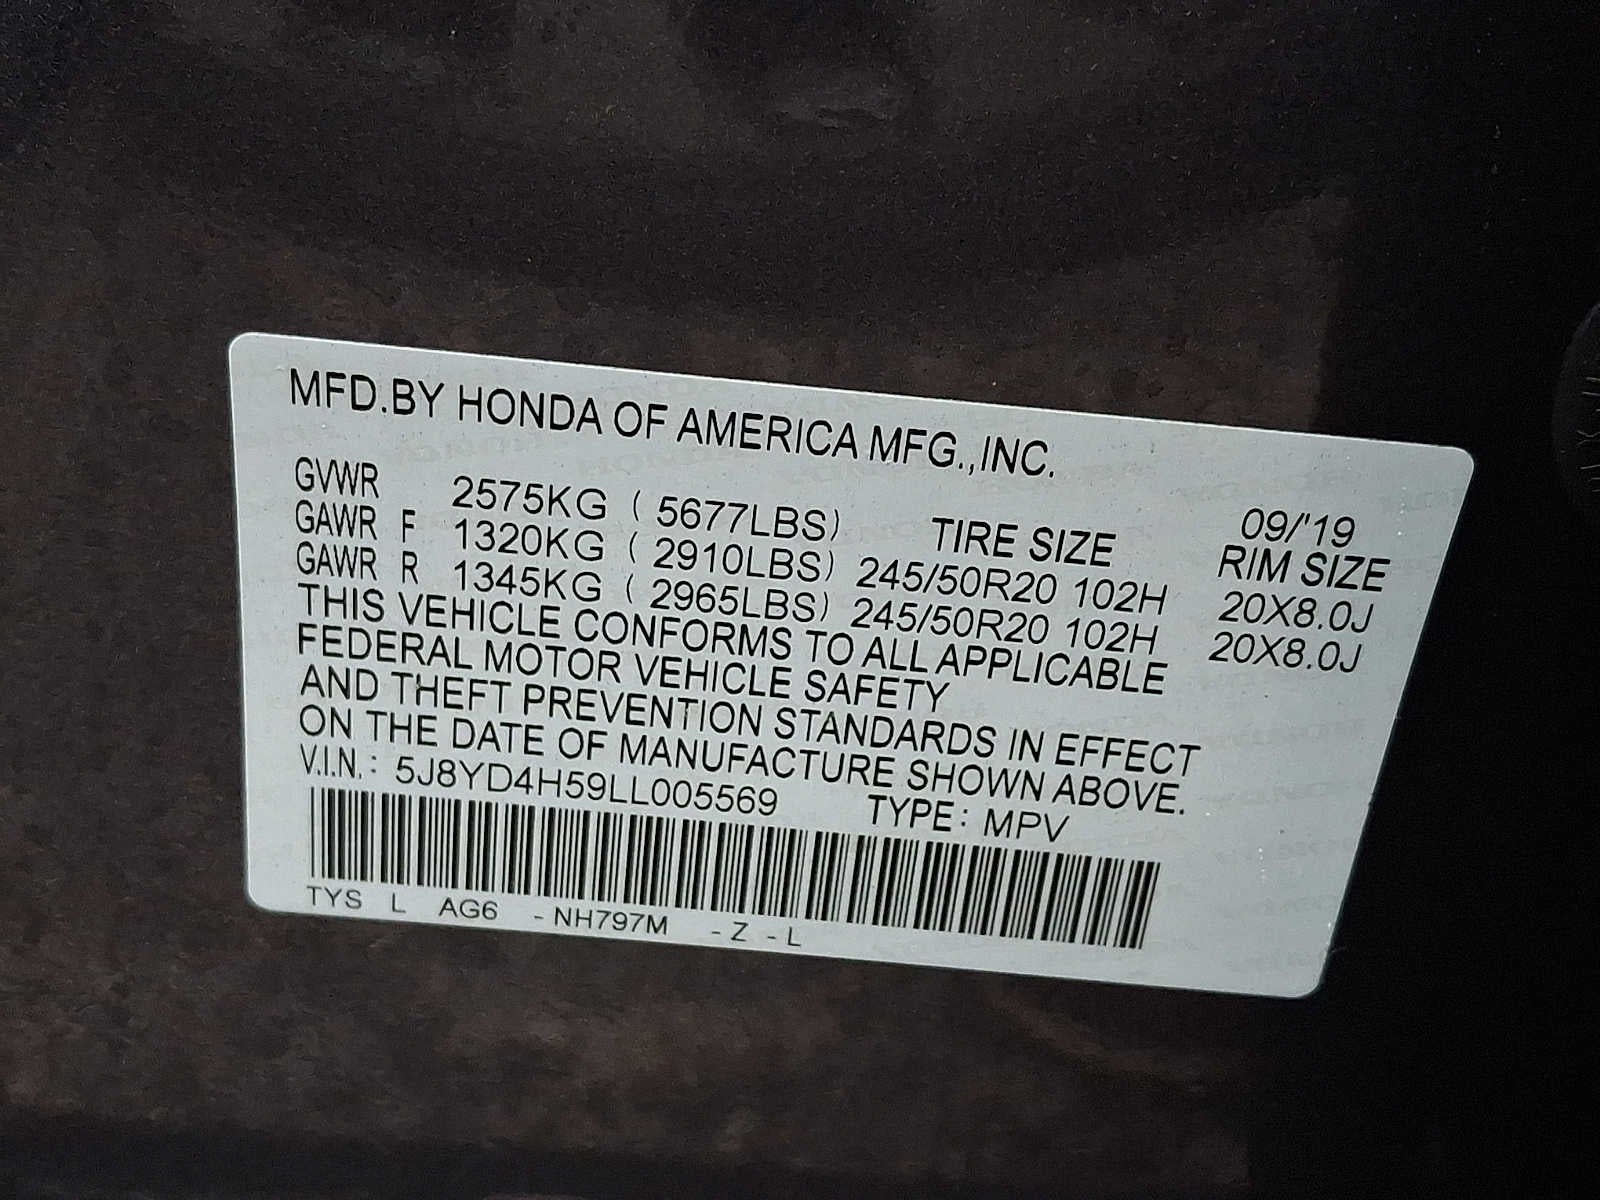 MFD.BY HONDA OF AMERICA MFG.,INC.
09/'19
GVWR 2575KG ( 5677LBS) TIRE SIZE RIM SIZE
GAWR F 1320KG ( 2910LBS) 245/50R20 102H 20X8.0J
GAWR R 1345KG ( 2965LBS) 245/50R20 102H 20X8.0J
THIS VEHICLE CONFORMS TO ALL APPLICABLE
FEDERAL MOTOR VEHICLE SAFETY
AND THEFT PREVENTION STANDARDS IN EFFECT
ON THE DATE OF MANUFACTURE SHOWN ABOVE.
V.I.N.: 5J8YD4H59LL005569 TYPE: MPV
TYS L AG6 -NH797M -Z -L